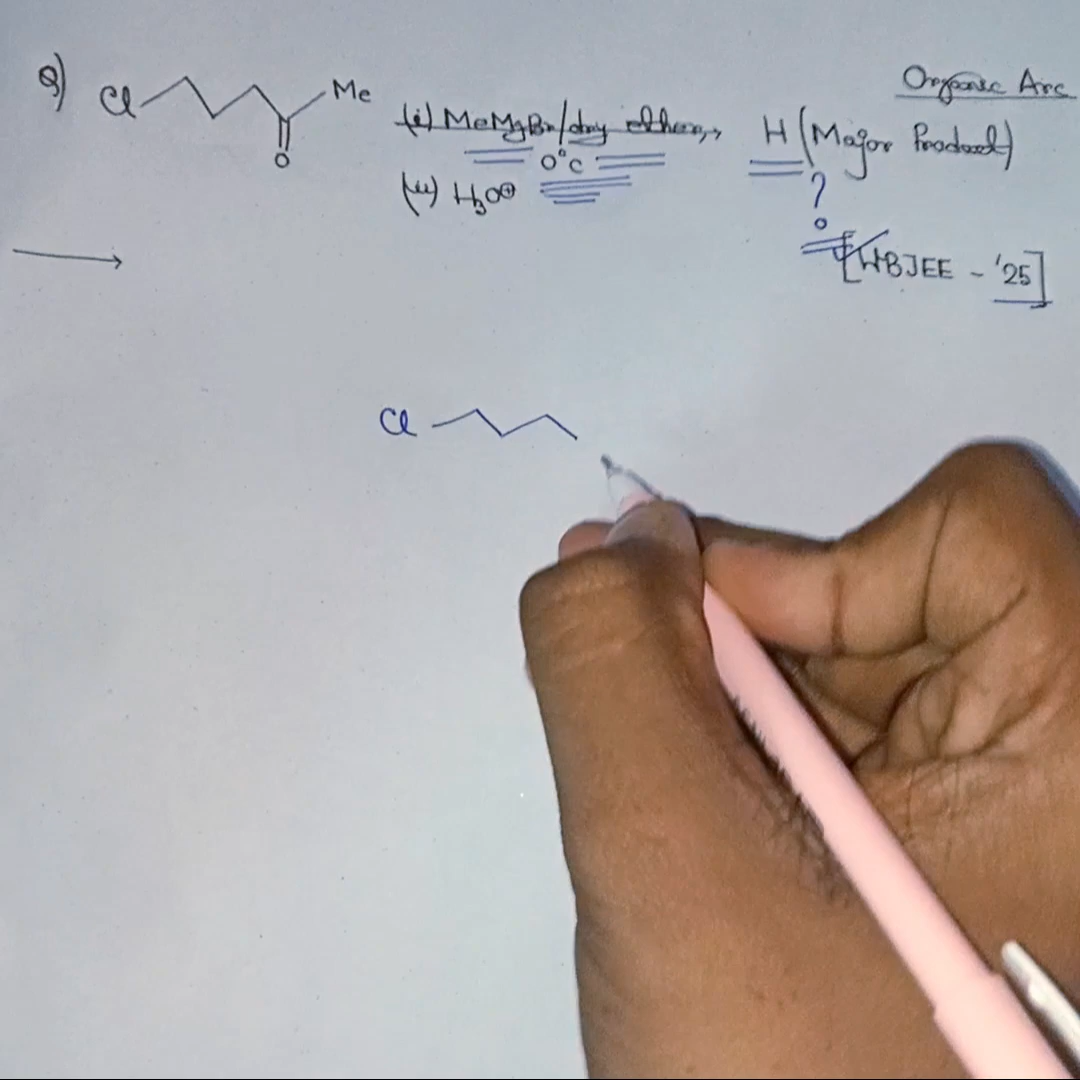 Organic Arc
Q) Cl Me
O
(i) MeMgBr/dry ether,
0°C
(ii) H₃O⊕
H (Major Product)
?
[WBJEE - '25]
Cl